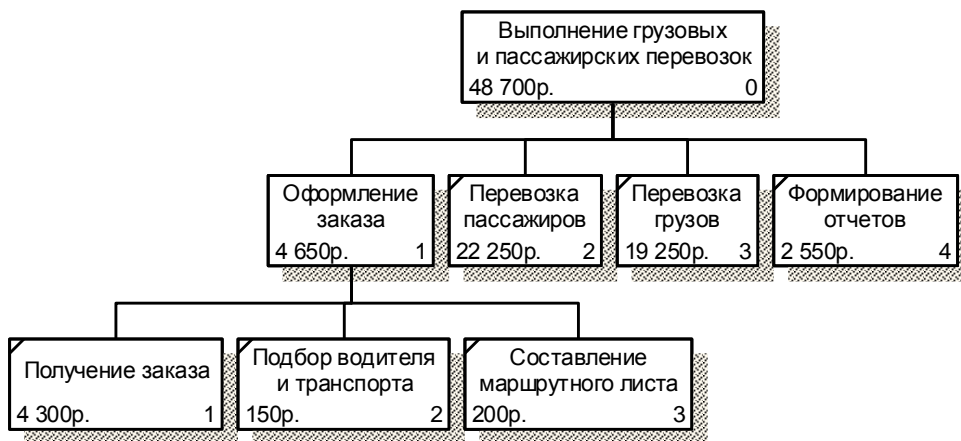 Выполнение грузовых
и пассажирских перевозок
48 700р. 0
Оформление
заказа
4 650р. 1
Перевозка
пассажиров
22 250р. 2
Перевозка
грузов
19 250р. 3
Формирование
отчетов
2 550р. 4
Получение заказа
4 300р. 1
Подбор водителя
и транспорта
150р. 2
Составление
маршрутного листа
200р. 3